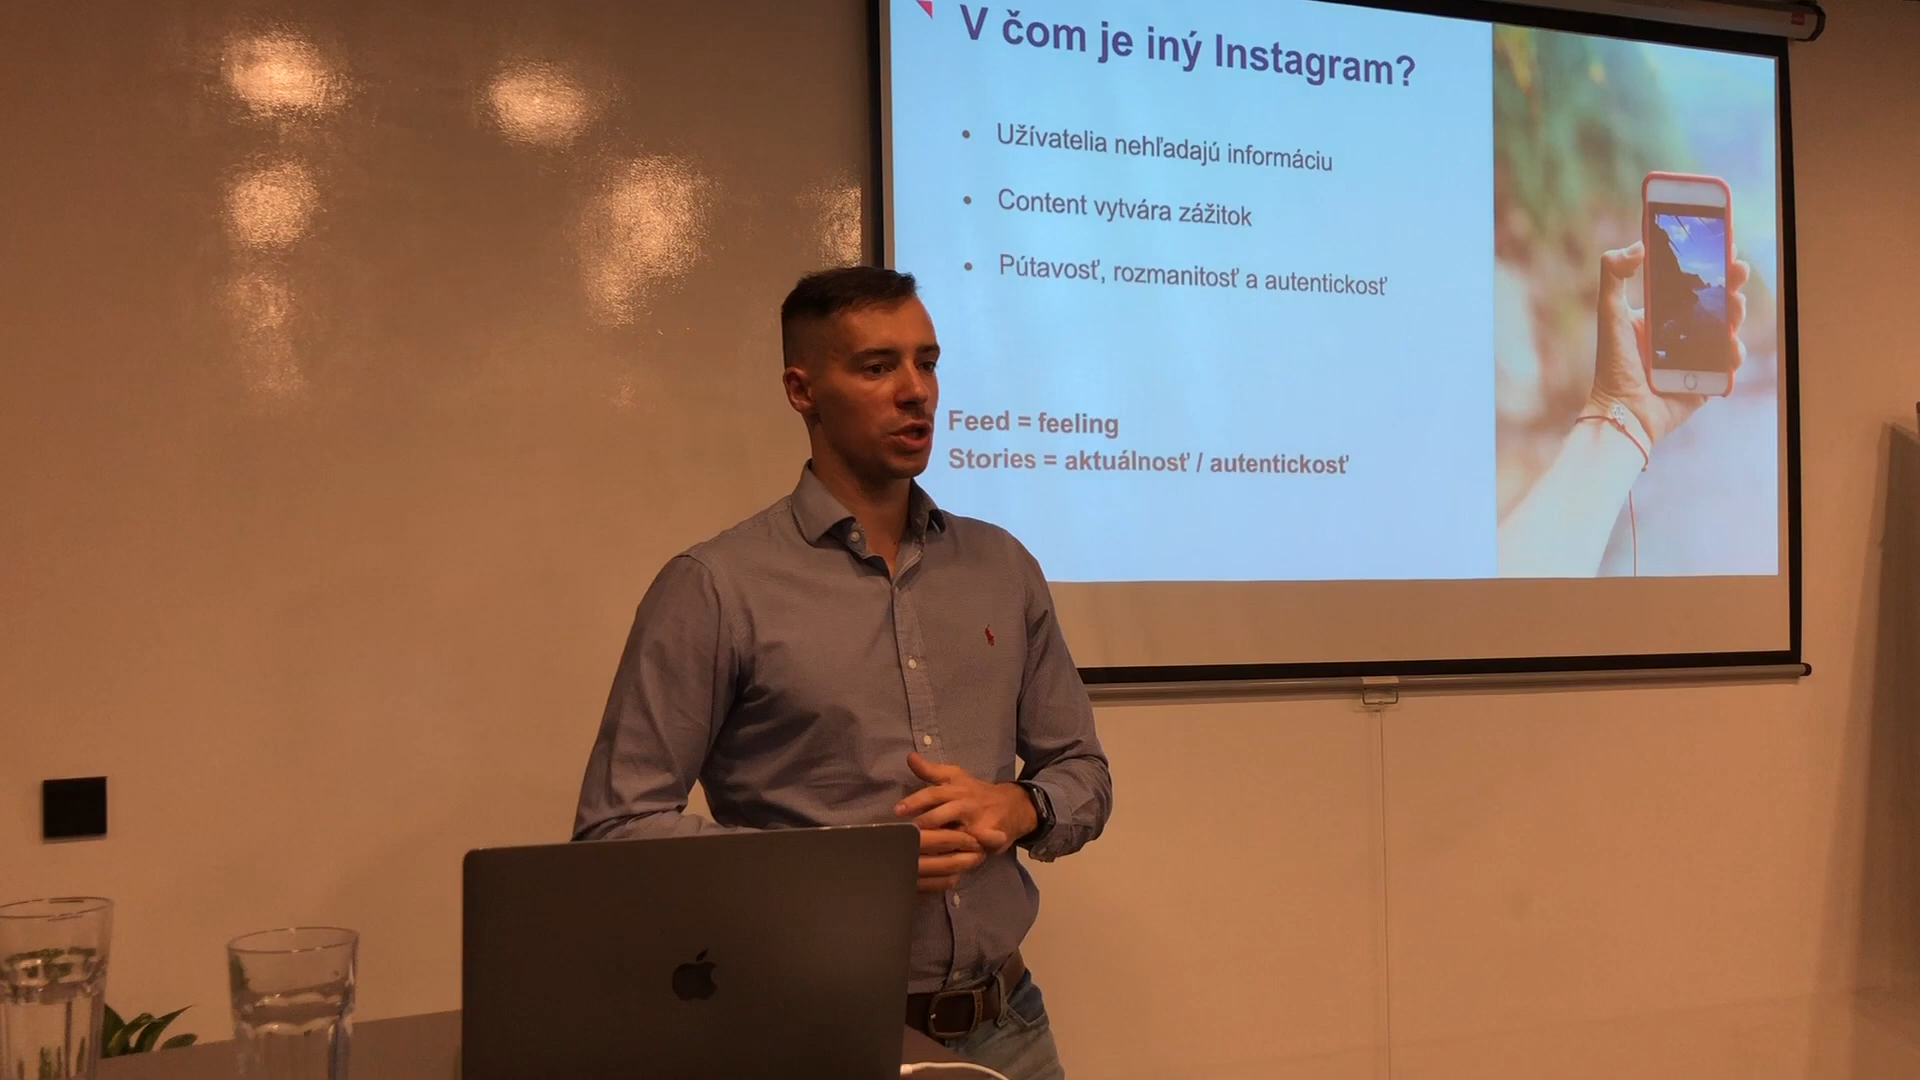 V čom je iný Instagram?
Užívatelia nehľadajú informáciu
Content vytvára zážitok
Pútavosť, rozmanitosť a autentickosť
Feed = feeling
Stories = aktuálnosť / autentickosť